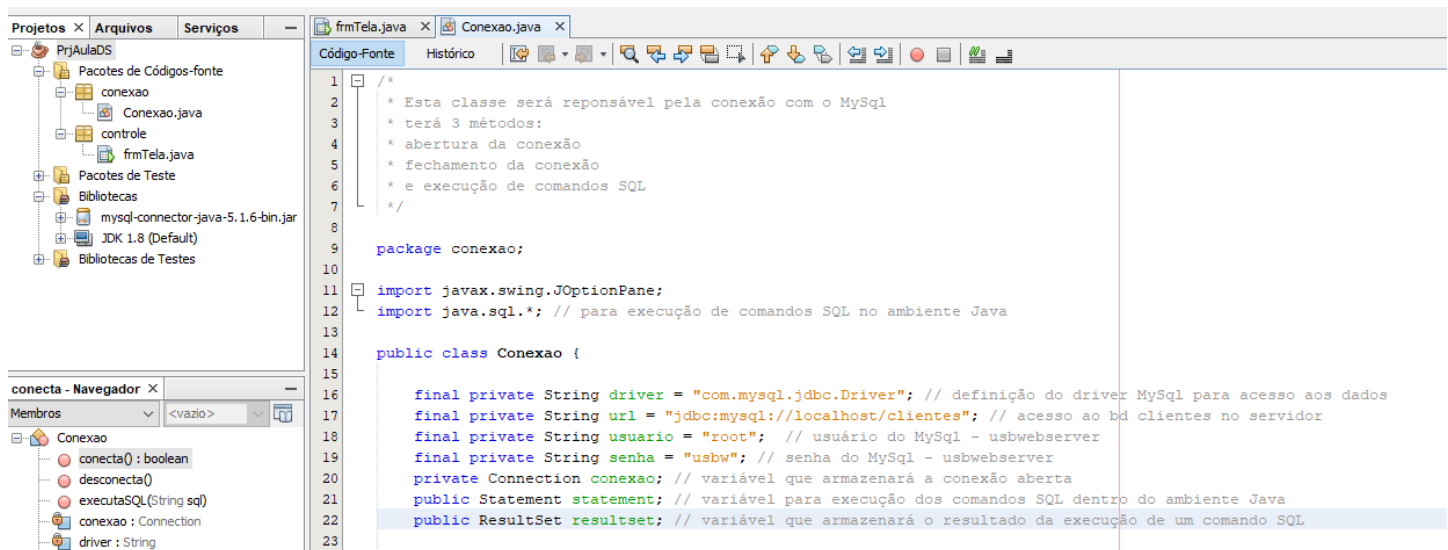 Projetos × Arquivos Serviços
PrjAulaDS
Pacotes de Códigos-fonte
conexao
Conexao.java
controle
frmTela.java
Pacotes de Teste
Bibliotecas
mysql-connector-java-5.1.6-bin.jar
JDK 1.8 (Default)
Bibliotecas de Testes
conecta - Navegador ×
Membros <vazio>
Conexao
conecta() : boolean
desconecta()
executaSQL(String sql)
conexao : Connection
driver : String
frmTela.java × Conexao.java ×
Código-Fonte Histórico
1 /*
2 * Esta classe será reponsável pela conexão com o MySql
3 * terá 3 métodos:
4 * abertura da conexão
5 * fechamento da conexão
6 * e execução de comandos SQL
7 */
8
9 package conexao;
10
11 import javax.swing.JOptionPane;
12 import java.sql.*; // para execução de comandos SQL no ambiente Java
13
14 public class Conexao {
15
16 final private String driver = "com.mysql.jdbc.Driver"; // definição do driver MySql para acesso aos dados
17 final private String url = "jdbc:mysql://localhost/clientes"; // acesso ao bd clientes no servidor
18 final private String usuario = "root"; // usuário do MySql - usbwebserver
19 final private String senha = "usbw"; // senha do MySql - usbwebserver
20 private Connection conexao; // variável que armazenará a conexão aberta
21 public Statement statement; // variável para execução dos comandos SQL dentro do ambiente Java
22 public ResultSet resultset; // variável que armazenará o resultado da execução de um comando SQL
23